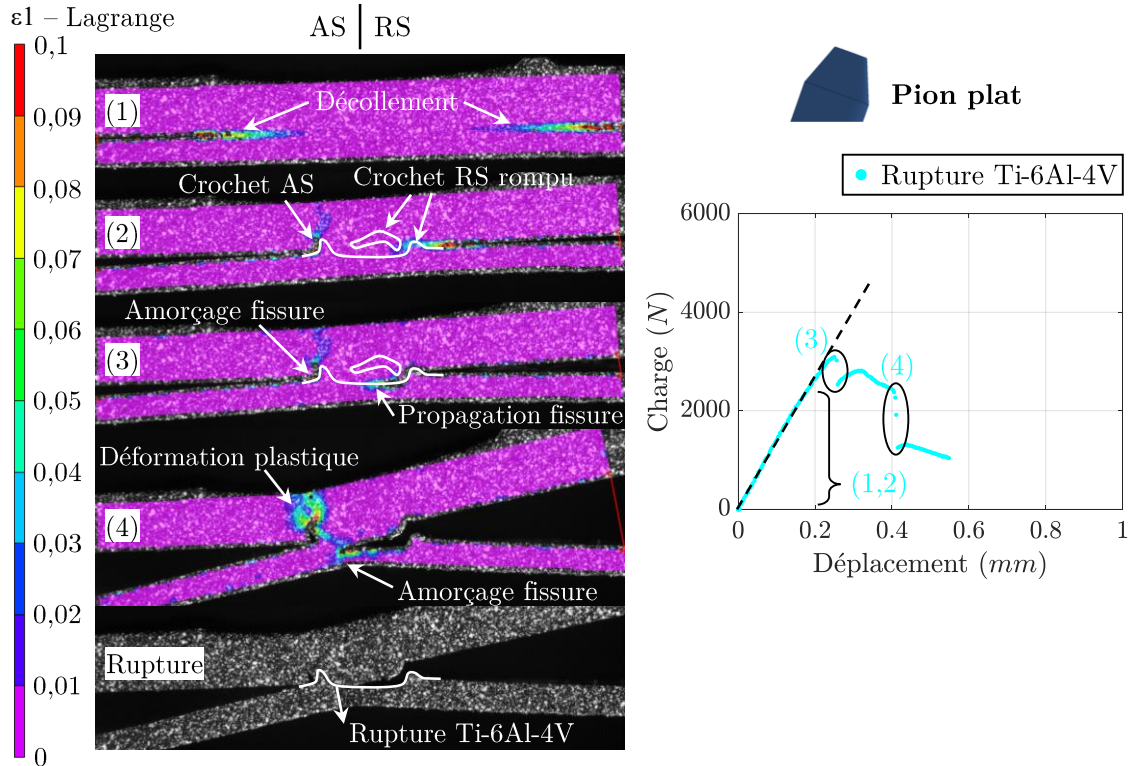 ε1 – Lagrange
0,1
0,09
0,08
0,07
0,06
0,05
0,04
0,03
0,02
0,01
0
AS | RS
(1)
Décollement
Crochet AS
Crochet RS rompu
(2)
Amorçage fissure
(3)
Propagation fissure
Déformation plastique
(4)
Amorçage fissure
Rupture
Rupture Ti-6Al-4V
Pion plat
Rupture Ti-6Al-4V
6000
4000
2000
0
Charge (N)
(3)
(4)
(1,2)
0 0.2 0.4 0.6 0.8 1
Déplacement (mm)